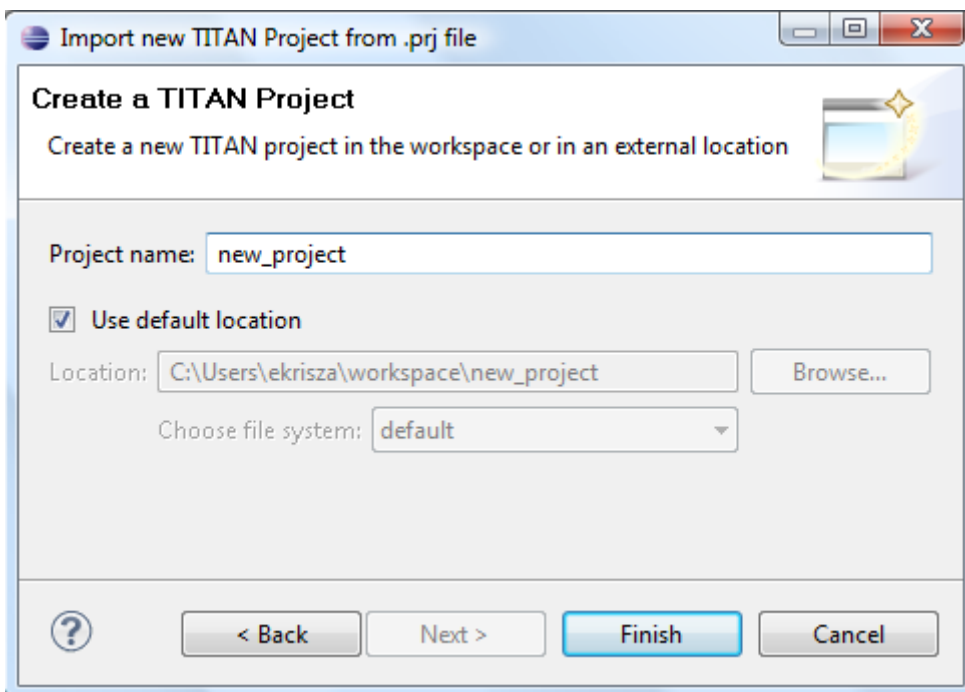 Import new TITAN Project from .prj file
Create a TITAN Project
Create a new TITAN project in the workspace or in an external location
Project name: new_project
Use default location
Location: C:\Users\ekrisza\workspace\new_project Browse...
Choose file system: default
? < Back Next > Finish Cancel